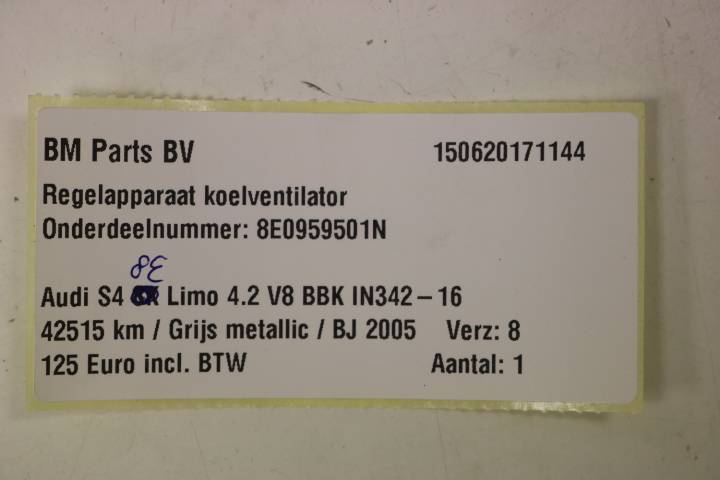 BM Parts BV 150620171144
Regelapparaat koelventilator
Onderdeelnummer: 8E0959501N
8E
Audi S4 Limo 4.2 V8 BBK IN342 – 16
42515 km / Grijs metallic / BJ 2005 Verz: 8
125 Euro incl. BTW Aantal: 1